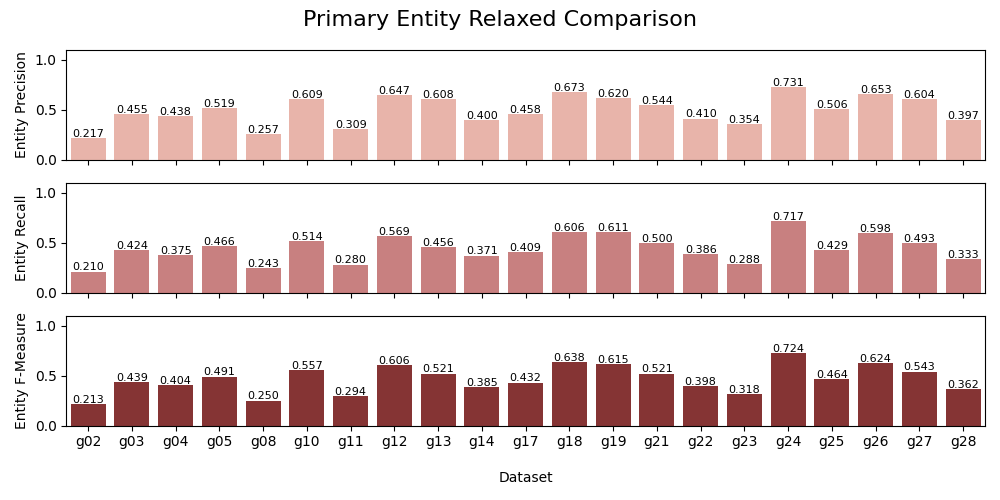 Primary Entity Relaxed Comparison
Entity Precision
1.0
0.5
0.0
0.217 0.455 0.438 0.519 0.257 0.609 0.309 0.647 0.608 0.400 0.458 0.673 0.620 0.544 0.410 0.354 0.731 0.506 0.653 0.604 0.397
Entity Recall
1.0
0.5
0.0
0.210 0.424 0.375 0.466 0.243 0.514 0.280 0.569 0.456 0.371 0.409 0.606 0.611 0.500 0.386 0.288 0.717 0.429 0.598 0.493 0.333
Entity F-Measure
1.0
0.5
0.0
0.213 0.439 0.404 0.491 0.250 0.557 0.294 0.606 0.521 0.385 0.432 0.638 0.615 0.521 0.398 0.318 0.724 0.464 0.624 0.543 0.362
g02 g03 g04 g05 g08 g10 g11 g12 g13 g14 g17 g18 g19 g21 g22 g23 g24 g25 g26 g27 g28
Dataset